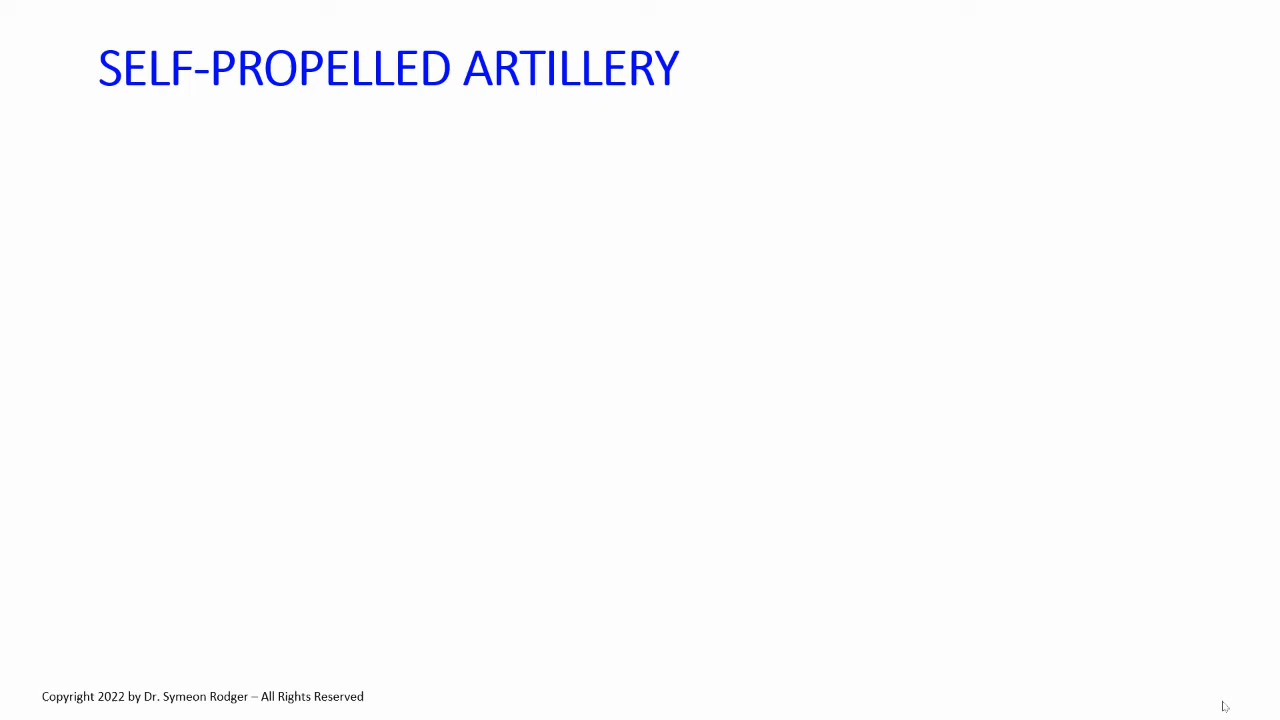 SELF-PROPELLED ARTILLERY
Copyright 2022 by Dr. Symeon Rodger – All Rights Reserved